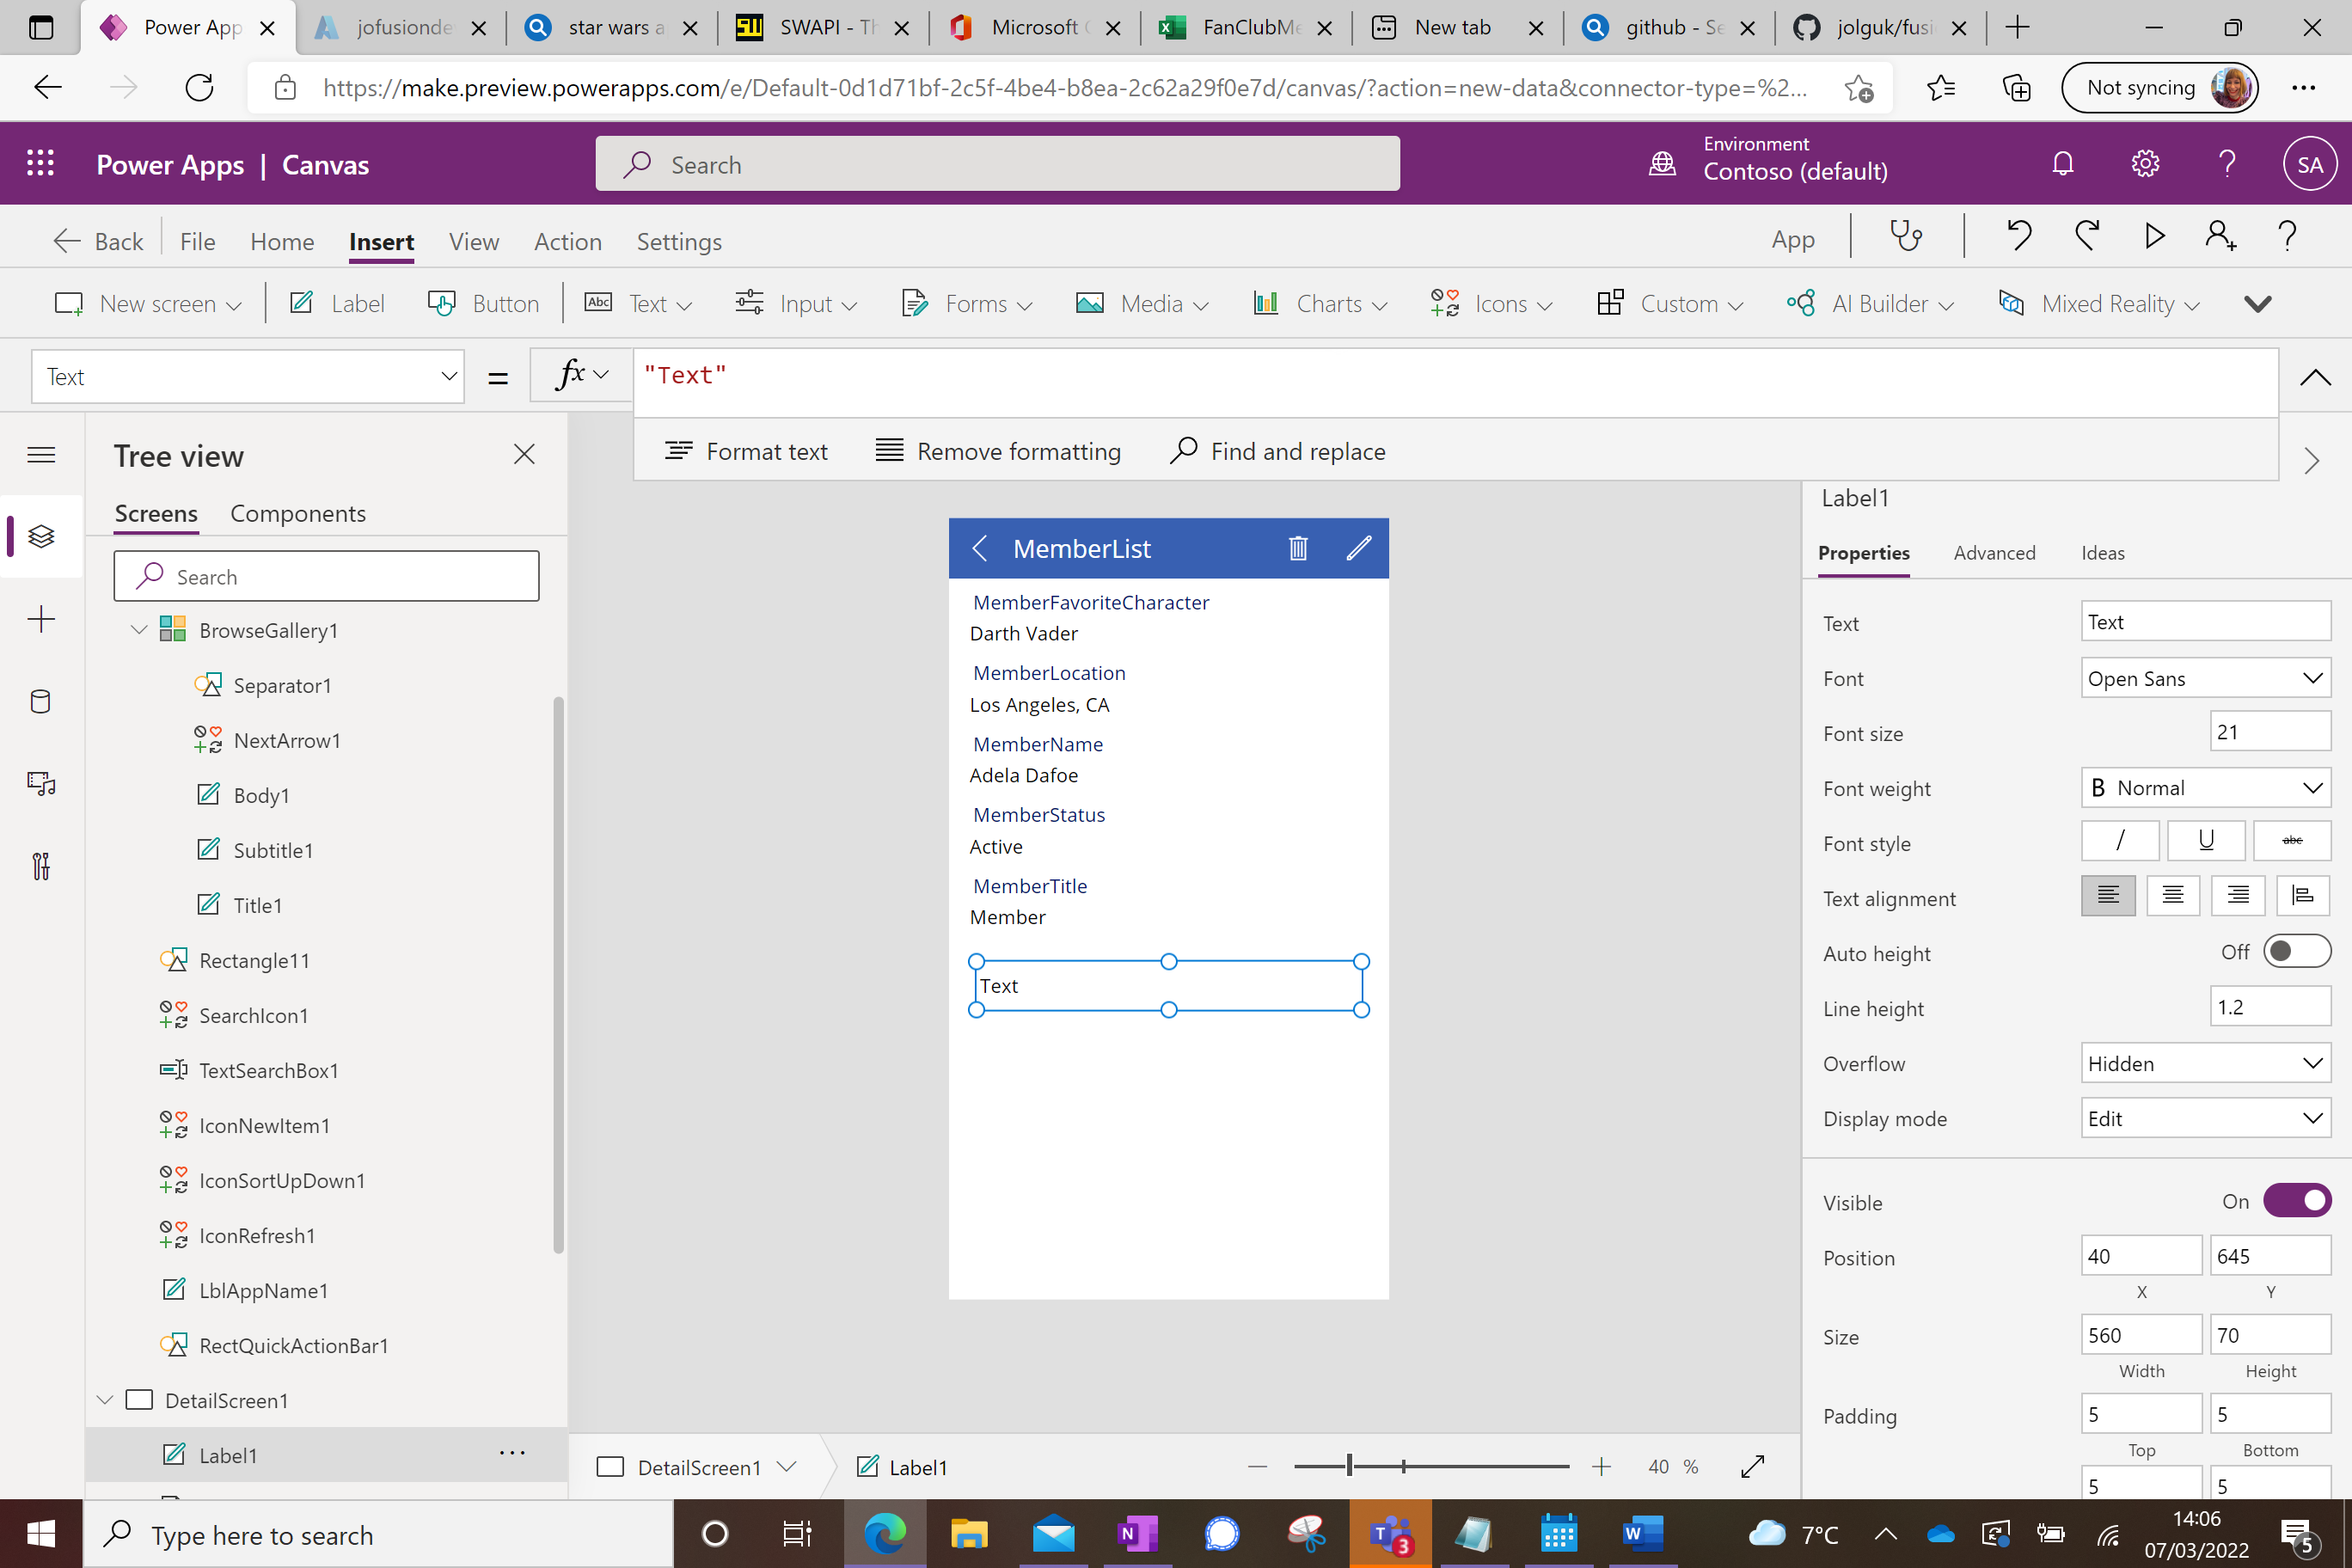 Power App
jofusionde
star wars a
SWAPI - Th
Microsoft
FanClubMe
New tab
github - Se
jolguk/fusi
https://make.preview.powerapps.com/e/Default-0d1d71bf-2c5f-4be4-b8ea-2c62a29f0e7d/canvas/?action=new-data&connector-type=%2...
Not syncing
Power Apps | Canvas
Search
Environment
Contoso (default)
SA
Back
File
Home
Insert
View
Action
Settings
App
New screen
Label
Button
Abc
Text
Input
Forms
Media
Charts
Icons
Custom
AI Builder
Mixed Reality
Text
=
fx
"Text"
Format text
Remove formatting
Find and replace
Tree view
Screens
Components
Search
BrowseGallery1
Separator1
NextArrow1
Body1
Subtitle1
Title1
Rectangle11
SearchIcon1
TextSearchBox1
IconNewItem1
IconSortUpDown1
IconRefresh1
LblAppName1
RectQuickActionBar1
DetailScreen1
Label1
MemberList
MemberFavoriteCharacter
Darth Vader
MemberLocation
Los Angeles, CA
MemberName
Adela Dafoe
MemberStatus
Active
MemberTitle
Member
Text
DetailScreen1
Label1
40 %
Label1
Properties
Advanced
Ideas
Text
Text
Font
Open Sans
Font size
21
Font weight
B Normal
Font style
/
U
abc
Text alignment
Auto height
Off
Line height
1.2
Overflow
Hidden
Display mode
Edit
Visible
On
Position
40
645
X
Y
Size
560
70
Width
Height
Padding
5
5
Top
Bottom
5
5
Type here to search
N
T
3
W
7°C
14:06
07/03/2022
5